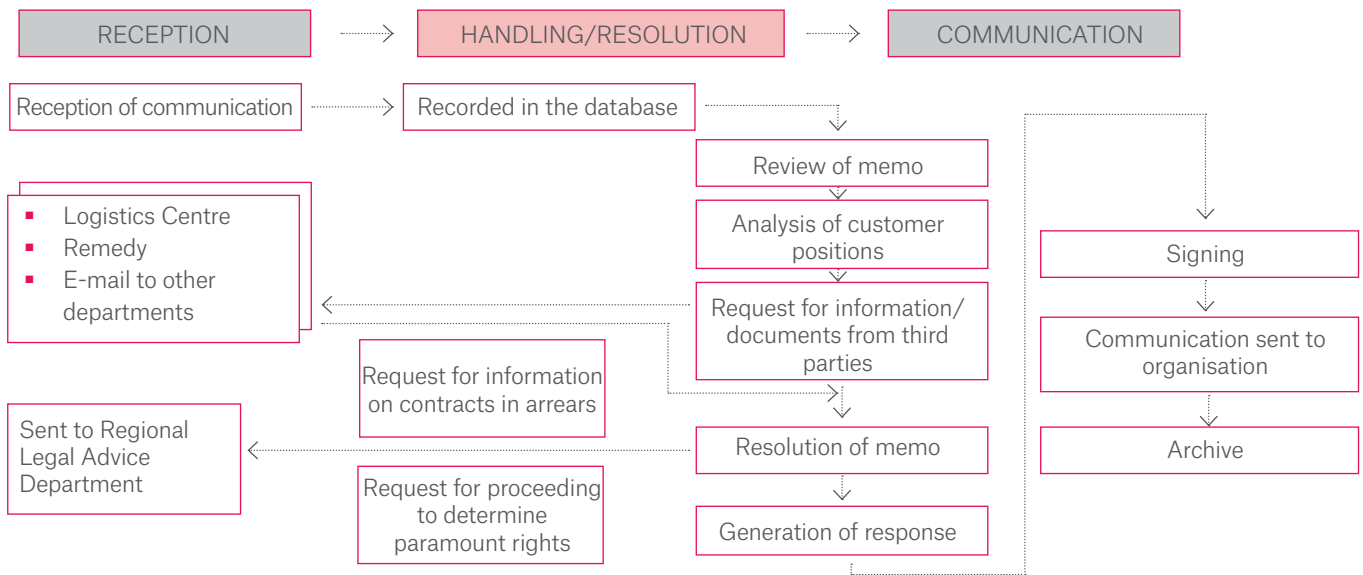 RECEPTION
HANDLING/RESOLUTION
COMMUNICATION
Reception of communication
Recorded in the database
Review of memo
Analysis of customer
positions
Request for information/
documents from third
parties
Logistics Centre
Remedy
E-mail to other
departments
Request for information
on contracts in arrears
Sent to Regional
Legal Advice
Department
Resolution of memo
Request for proceeding
to determine
paramount rights
Generation of response
Signing
Communication sent to
organisation
Archive